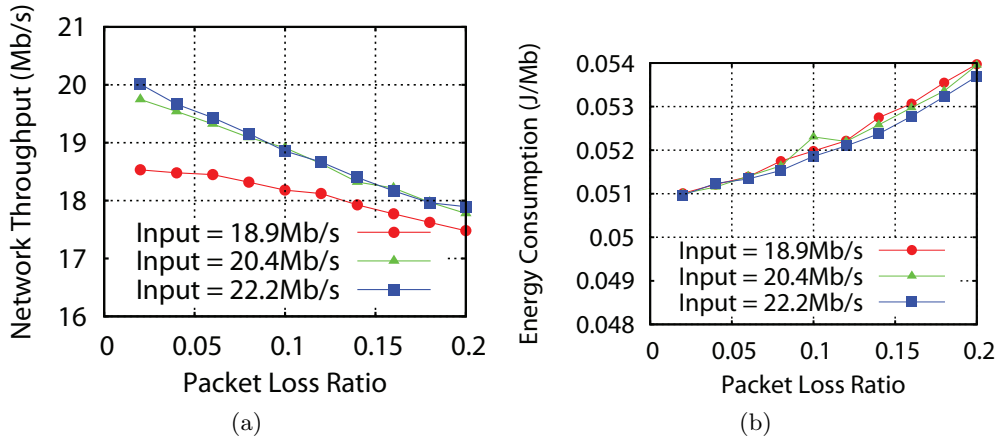 Network Throughput (Mb/s)
21
20
19
18
17
16
Input = 18.9Mb/s
Input = 20.4Mb/s
Input = 22.2Mb/s
0 0.05 0.1 0.15 0.2
Packet Loss Ratio
(a)
Energy Consumption (J/Mb)
0.054
0.053
0.052
0.051
0.05
0.049
0.048
Input = 18.9Mb/s
Input = 20.4Mb/s
Input = 22.2Mb/s
0 0.05 0.1 0.15 0.2
Packet Loss Ratio
(b)